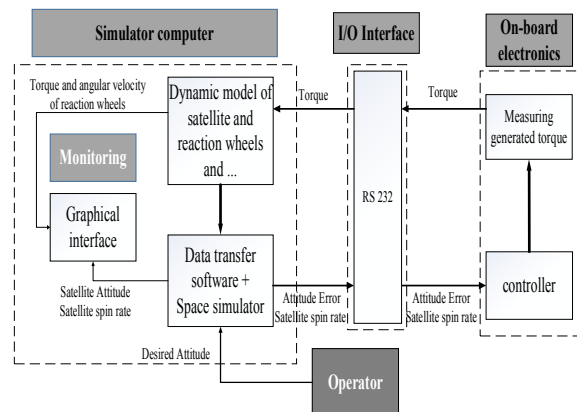 Simulator computer
I/O Interface
On-board
electronics
Torque and angular velocity
of reaction wheels
Dynamic model of
satellite and
reaction wheels
and ...
Torque
Torque
Measuring
generated torque
Monitoring
Graphical
interface
RS 232
Data transfer
software +
Space simulator
controller
Satellite Attitude
Satellite spin rate
Attitude Error
Satellite spin rate
Attitude Error
Satellite spin rate
Desired Attitude
Operator